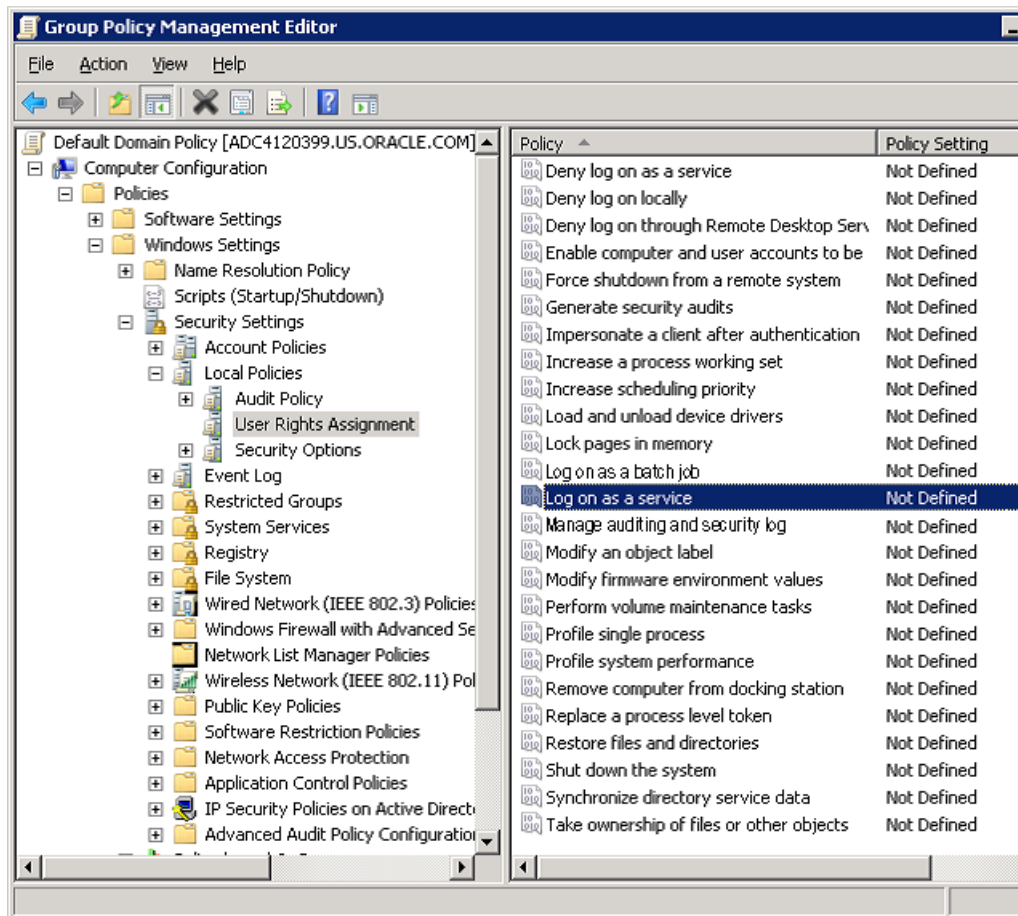 Group Policy Management Editor
File Action View Help
Default Domain Policy [ADC4120399.US.ORACLE.COM]
Computer Configuration
Policies
Software Settings
Windows Settings
Name Resolution Policy
Scripts (Startup/Shutdown)
Security Settings
Account Policies
Local Policies
Audit Policy
User Rights Assignment
Security Options
Event Log
Restricted Groups
System Services
Registry
File System
Wired Network (IEEE 802.3) Policies
Windows Firewall with Advanced Se
Network List Manager Policies
Wireless Network (IEEE 802.11) Pol
Public Key Policies
Software Restriction Policies
Network Access Protection
Application Control Policies
IP Security Policies on Active Direct
Advanced Audit Policy Configuration
Policy Policy Setting
Deny log on as a service Not Defined
Deny log on locally Not Defined
Deny log on through Remote Desktop Serv Not Defined
Enable computer and user accounts to be Not Defined
Force shutdown from a remote system Not Defined
Generate security audits Not Defined
Impersonate a client after authentication Not Defined
Increase a process working set Not Defined
Increase scheduling priority Not Defined
Load and unload device drivers Not Defined
Lock pages in memory Not Defined
Log on as a batch job Not Defined
Log on as a service Not Defined
Manage auditing and security log Not Defined
Modify an object label Not Defined
Modify firmware environment values Not Defined
Perform volume maintenance tasks Not Defined
Profile single process Not Defined
Profile system performance Not Defined
Remove computer from docking station Not Defined
Replace a process level token Not Defined
Restore files and directories Not Defined
Shut down the system Not Defined
Synchronize directory service data Not Defined
Take ownership of files or other objects Not Defined